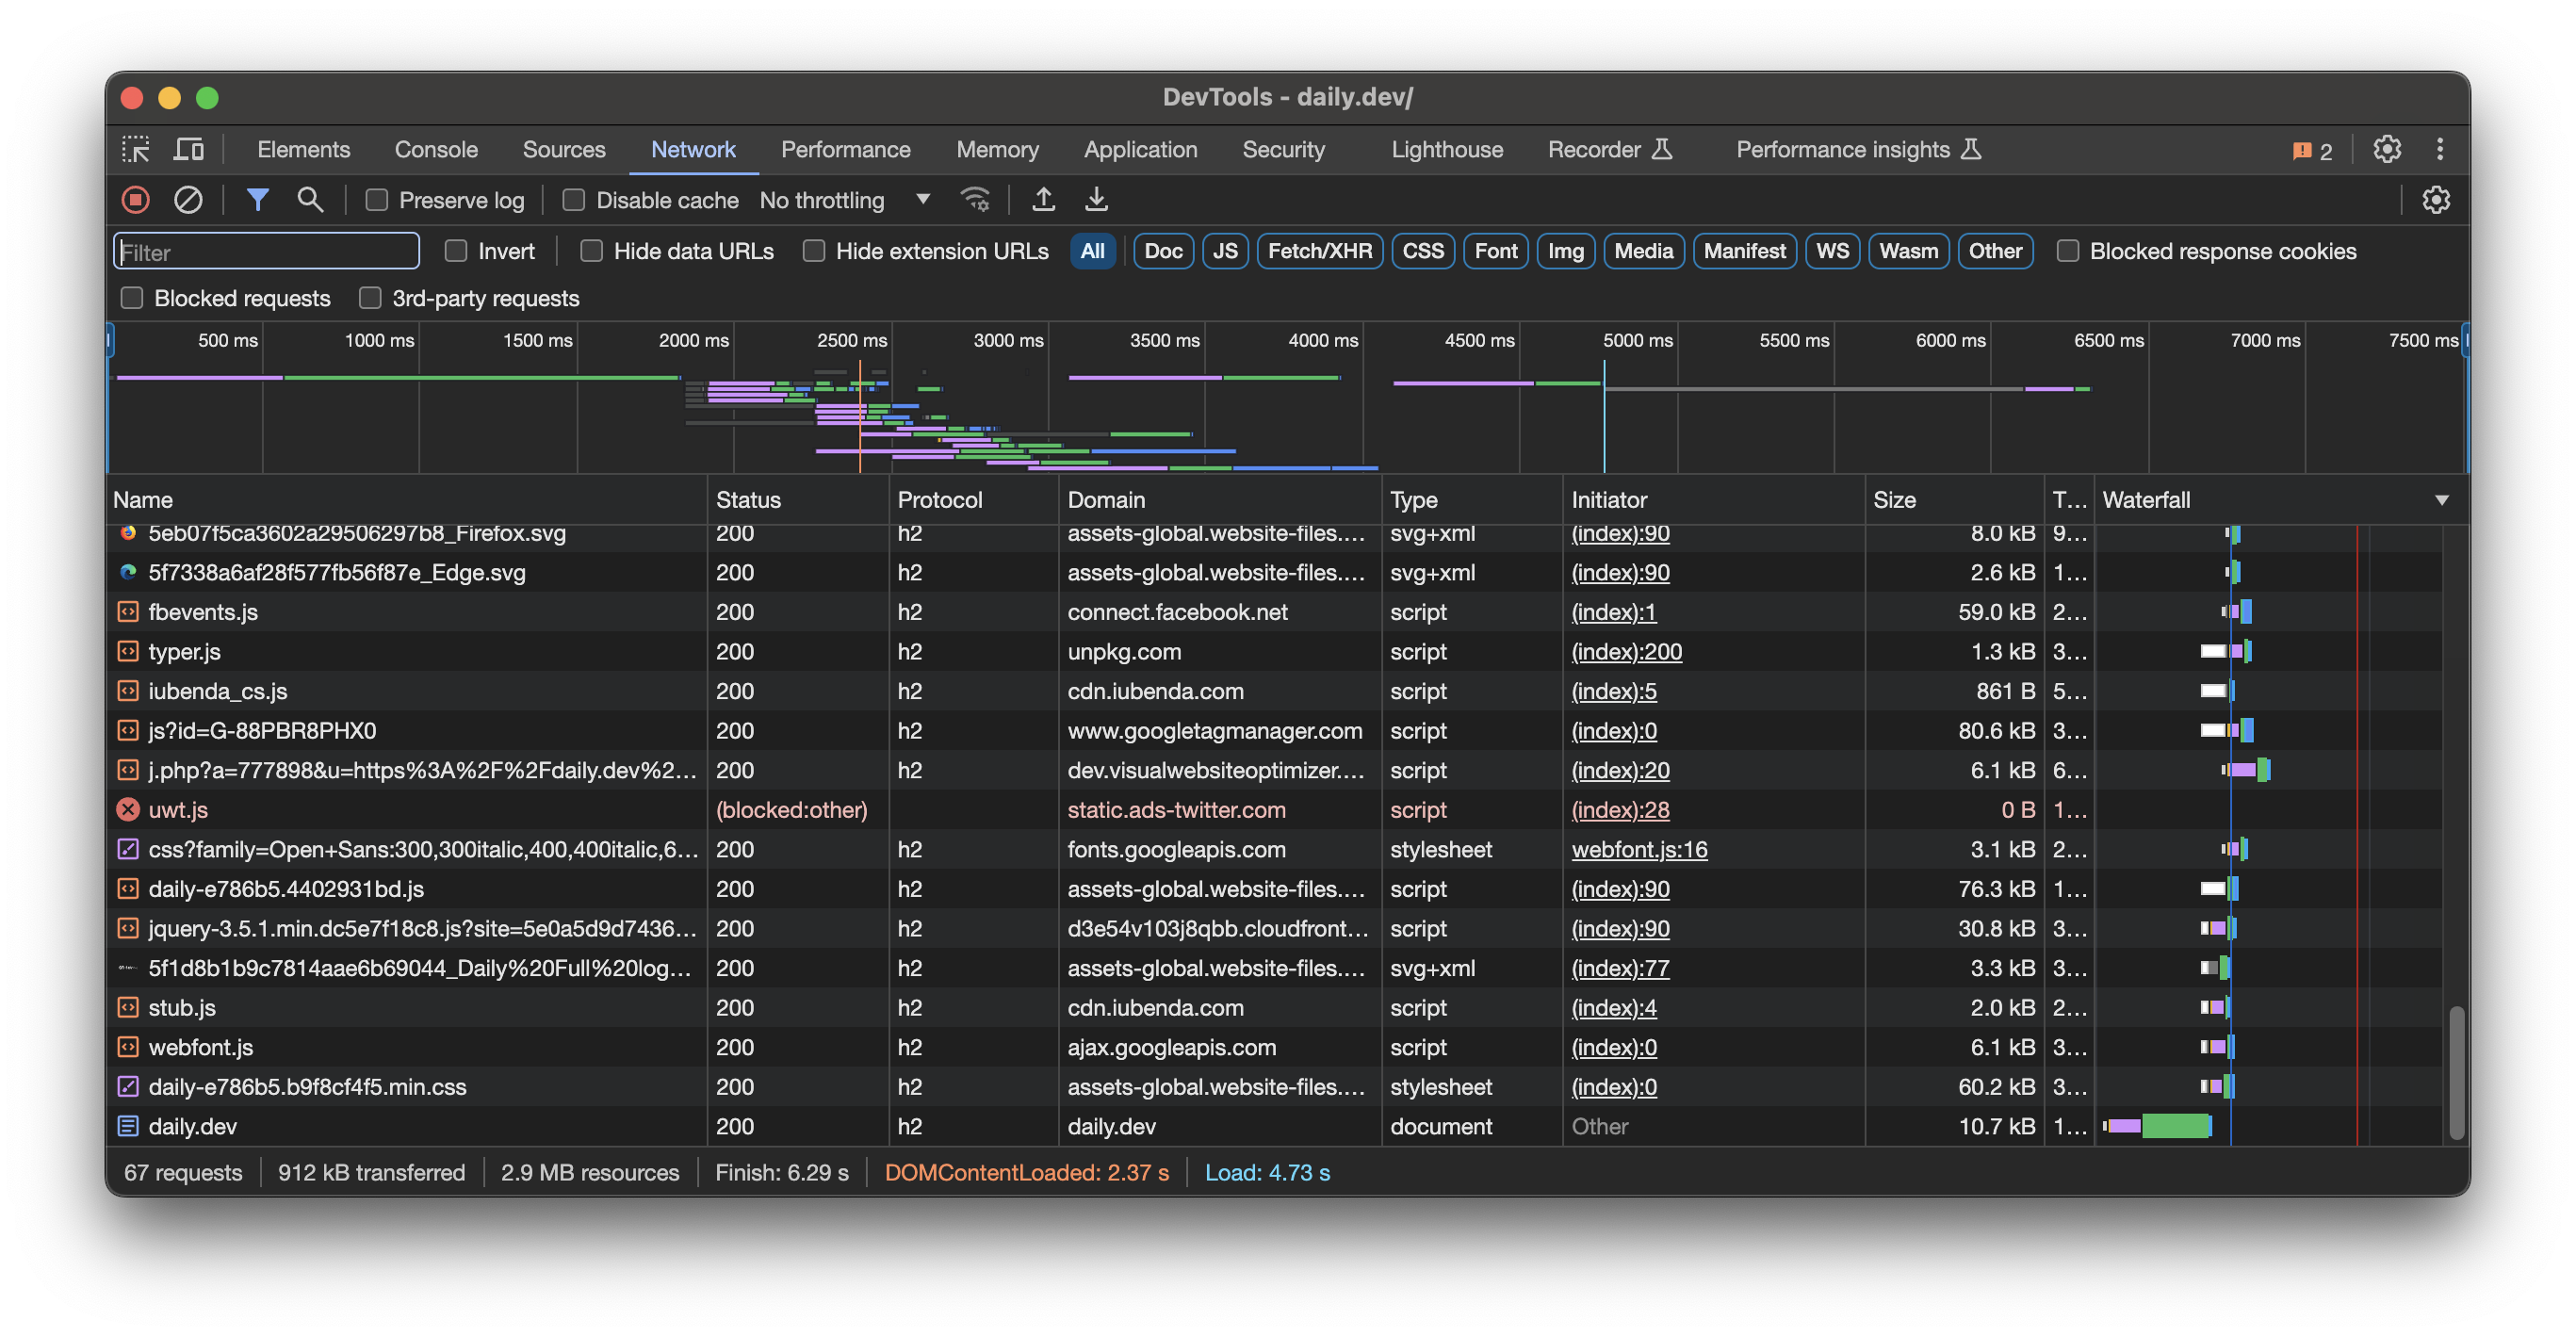 DevTools - daily.dev/
Elements Console Sources Network Performance Memory Application Security Lighthouse Recorder Performance insights 2
Preserve log Disable cache No throttling
Filter Invert Hide data URLs Hide extension URLs All Doc JS Fetch/XHR CSS Font Img Media Manifest WS Wasm Other Blocked response cookies
Blocked requests 3rd-party requests
500 ms 1000 ms 1500 ms 2000 ms 2500 ms 3000 ms 3500 ms 4000 ms 4500 ms 5000 ms 5500 ms 6000 ms 6500 ms 7000 ms 7500 ms
Name Status Protocol Domain Type Initiator Size T... Waterfall
5eb07f5ca3602a29506297b8_Firefox.svg 200 h2 assets-global.website-files.... svg+xml (index):90 8.0 kB 9...
5f7338a6af28f577fb56f87e_Edge.svg 200 h2 assets-global.website-files.... svg+xml (index):90 2.6 kB 1...
fbevents.js 200 h2 connect.facebook.net script (index):1 59.0 kB 2...
typer.js 200 h2 unpkg.com script (index):200 1.3 kB 3...
iubenda_cs.js 200 h2 cdn.iubenda.com script (index):5 861 B 5...
js?id=G-88PBR8PHX0 200 h2 www.googletagmanager.com script (index):0 80.6 kB 3...
j.php?a=777898&u=https%3A%2F%2Fdaily.dev%2... 200 h2 dev.visualwebsiteoptimizer.... script (index):20 6.1 kB 6...
uwt.js (blocked:other) static.ads-twitter.com script (index):28 0 B 1...
css?family=Open+Sans:300,300italic,400,400italic,6... 200 h2 fonts.googleapis.com stylesheet webfont.js:16 3.1 kB 2...
daily-e786b5.4402931bd.js 200 h2 assets-global.website-files.... script (index):90 76.3 kB 1...
jquery-3.5.1.min.dc5e7f18c8.js?site=5e0a5d9d7436... 200 h2 d3e54v103j8qbb.cloudfront... script (index):90 30.8 kB 3...
5f1d8b1b9c7814aae6b69044_Daily%20Full%20log... 200 h2 assets-global.website-files.... svg+xml (index):77 3.3 kB 3...
stub.js 200 h2 cdn.iubenda.com script (index):4 2.0 kB 2...
webfont.js 200 h2 ajax.googleapis.com script (index):0 6.1 kB 3...
daily-e786b5.b9f8cf4f5.min.css 200 h2 assets-global.website-files.... stylesheet (index):0 60.2 kB 3...
daily.dev 200 h2 daily.dev document Other 10.7 kB 1...
67 requests 912 kB transferred 2.9 MB resources Finish: 6.29 s DOMContentLoaded: 2.37 s Load: 4.73 s